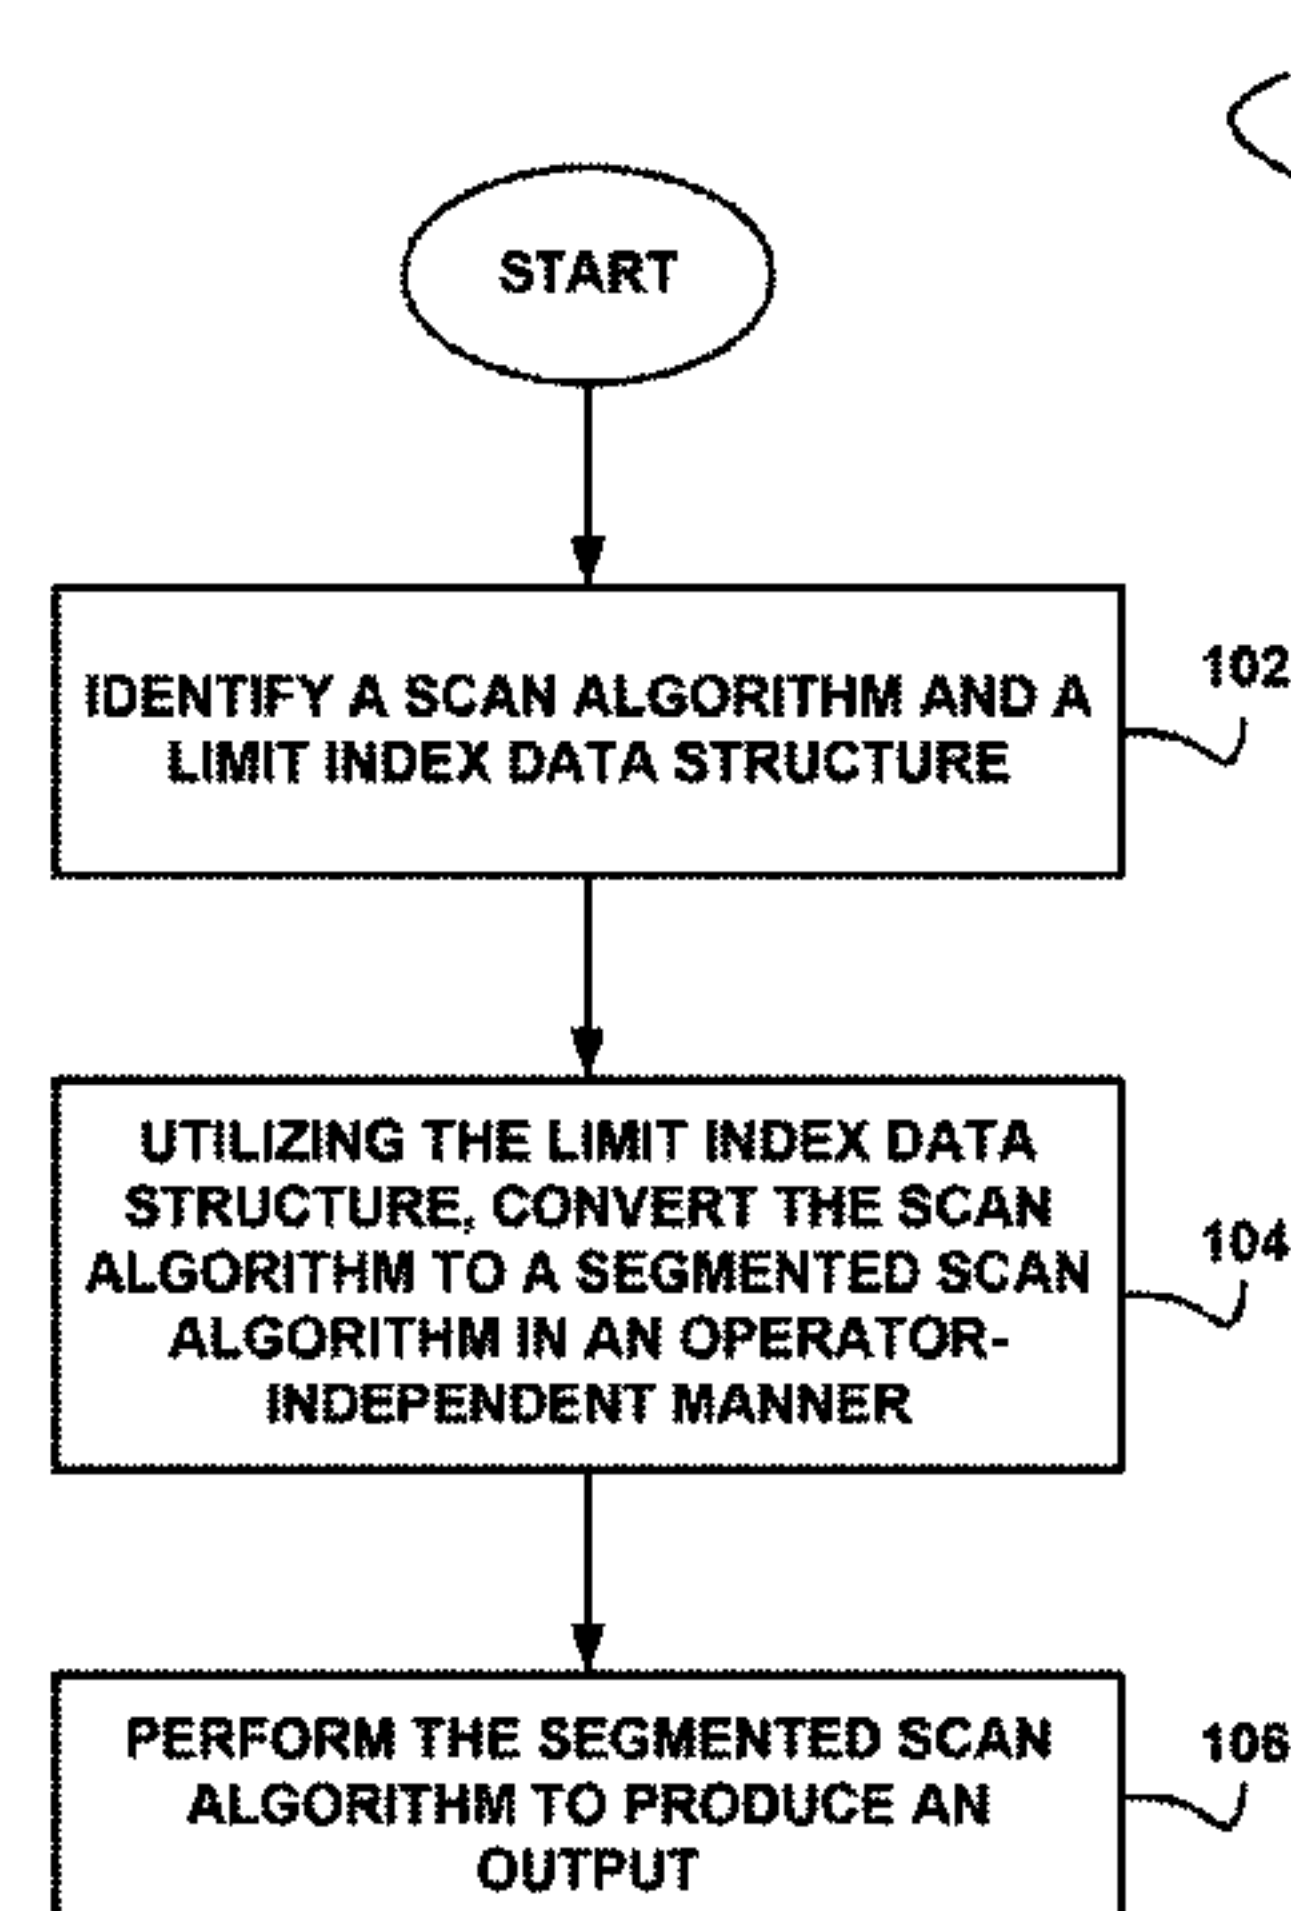 START
IDENTIFY A SCAN ALGORITHM AND A
LIMIT INDEX DATA STRUCTURE
102
UTILIZING THE LIMIT INDEX DATA
STRUCTURE, CONVERT THE SCAN
ALGORITHM TO A SEGMENTED SCAN
ALGORITHM IN AN OPERATOR-
INDEPENDENT MANNER
104
PERFORM THE SEGMENTED SCAN
ALGORITHM TO PRODUCE AN
OUTPUT
106